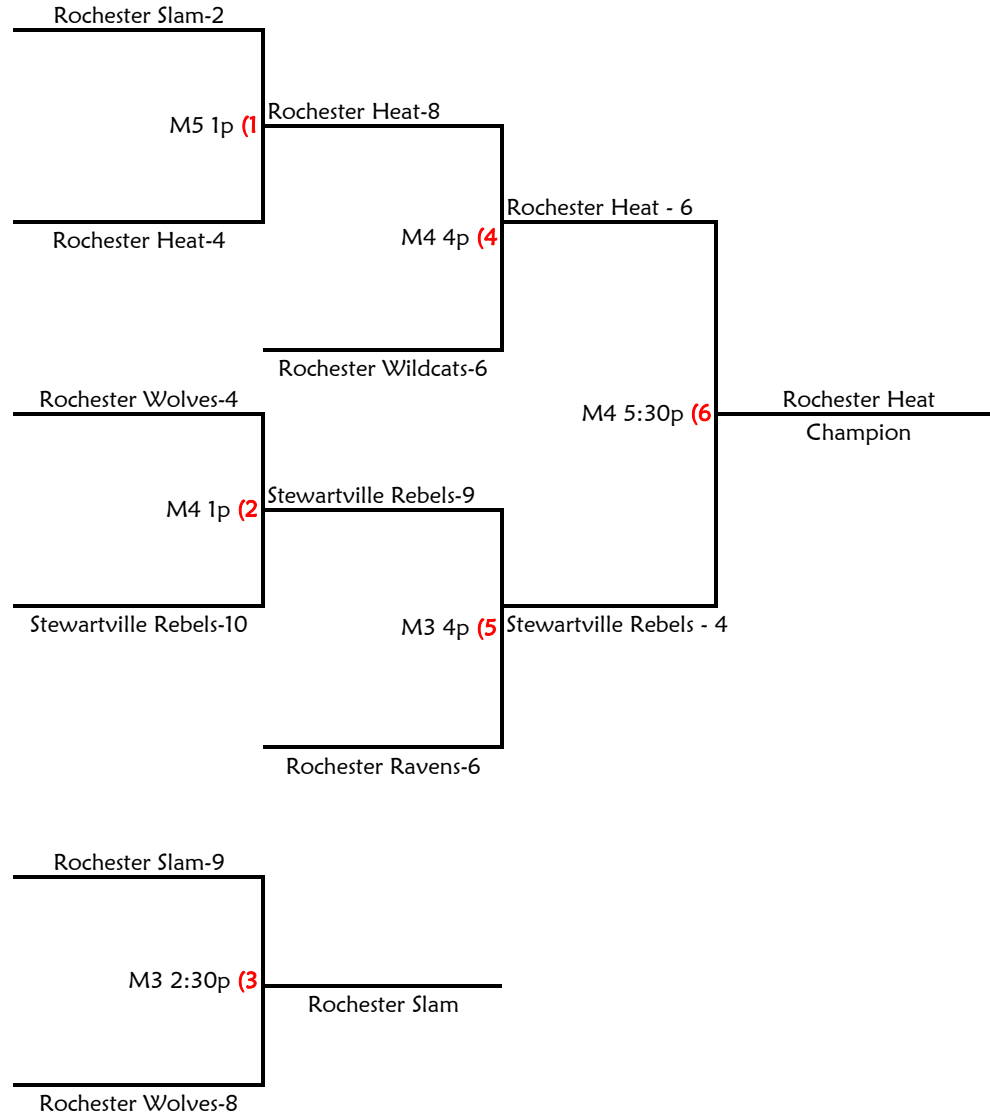 Rochester Slam-2
Rochester Heat-8
M5 1p (1
Rochester Heat - 6
Rochester Heat-4
M4 4p (4
Rochester Wildcats-6
Rochester Wolves-4
Rochester Heat
M4 5:30p (6
Champion
Stewartville Rebels-9
M4 1p (2
Stewartville Rebels-10
M3 4p (5
Stewartville Rebels - 4
Rochester Ravens-6
Rochester Slam-9
M3 2:30p (3
Rochester Slam
Rochester Wolves-8